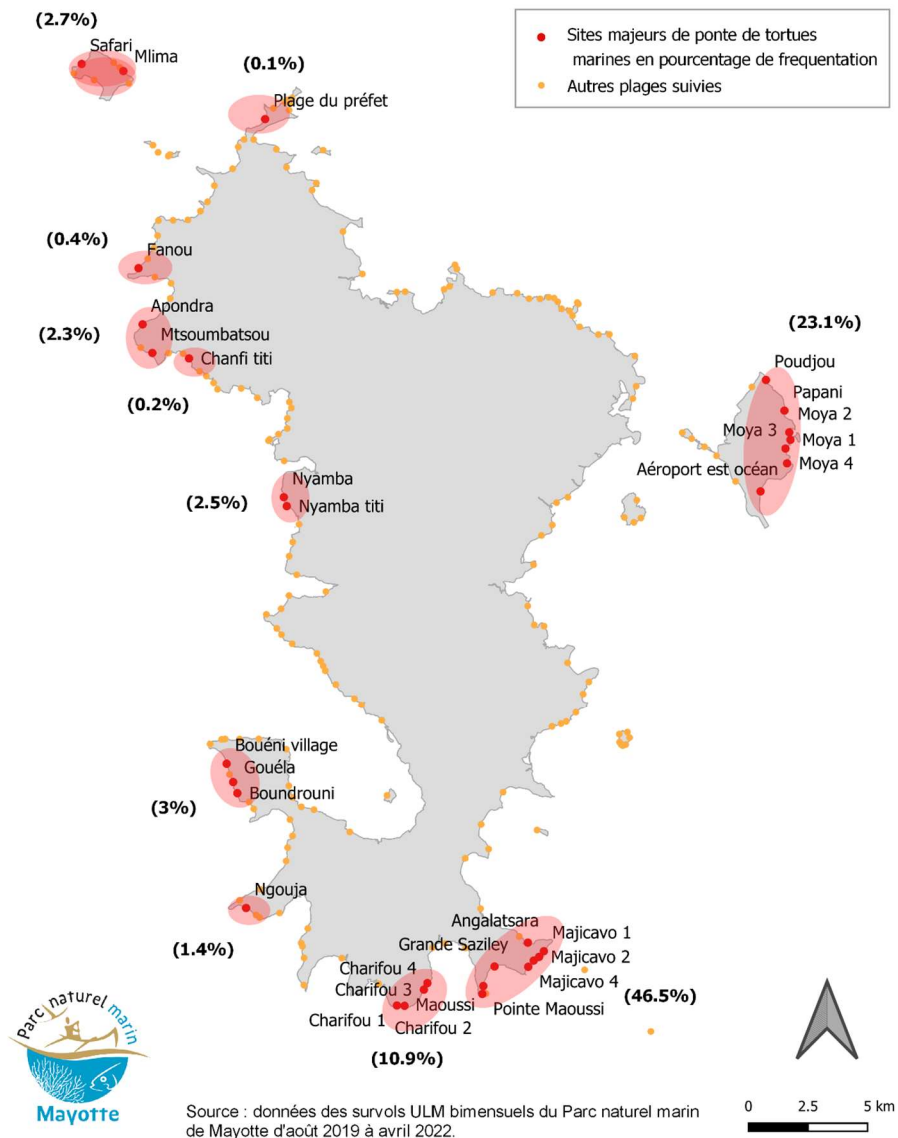 (2.7%)
Safari
Mlima
(0.1%)
Plage du préfet
Sites majeurs de ponte de tortues
marines en pourcentage de fréquentation
Autres plages suivies
(0.4%)
Fanou
Apondra
(2.3%)
Mtsoumbatsou
Chanfi titi
(0.2%)
(23.1%)
Poudjou
Papani
Moya 2
Moya 3
Moya 1
Moya 4
Aéroport est océan
Nyamba
(2.5%)
Nyamba titi
Bouéni village
Gouéla
Boundrouni
(3%)
Ngouja
(1.4%)
Angalatsara
Majicavo 1
Grande Saziley
Majicavo 2
Charifou 4
Majicavo 4
Charifou 3
Maoussi
Pointe Maoussi
(46.5%)
Charifou 1
Charifou 2
(10.9%)
Parc naturel marin
Mayotte
Source : données des survols ULM bimensuels du Parc naturel marin
de Mayotte d'août 2019 à avril 2022.
0 2.5 5 km